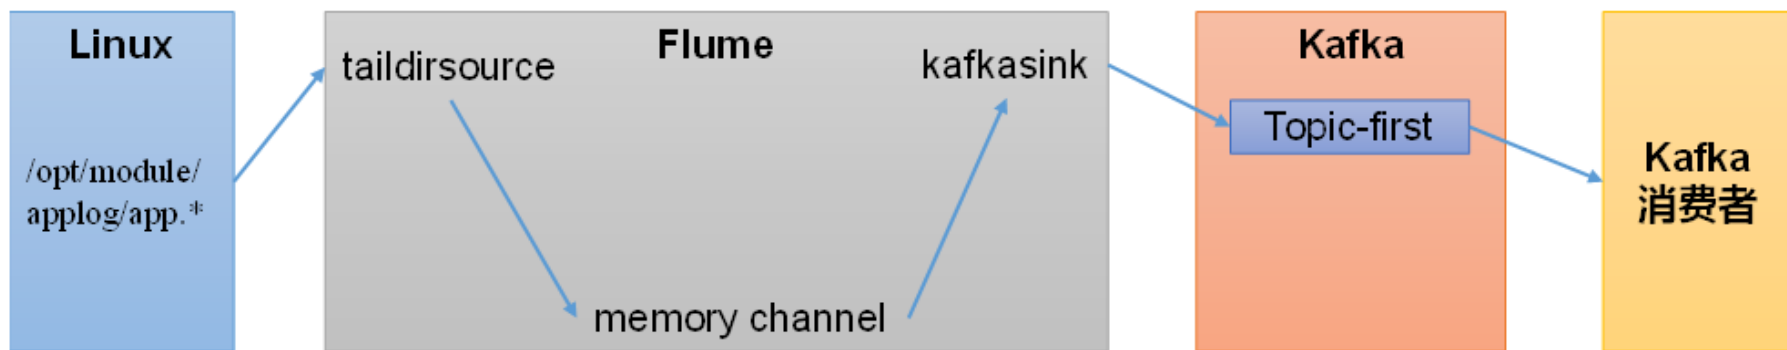 Linux
/opt/module/
applog/app.*
Flume
taildirsource
kafkasink
memory channel
Kafka
Topic-first
Kafka
消费者